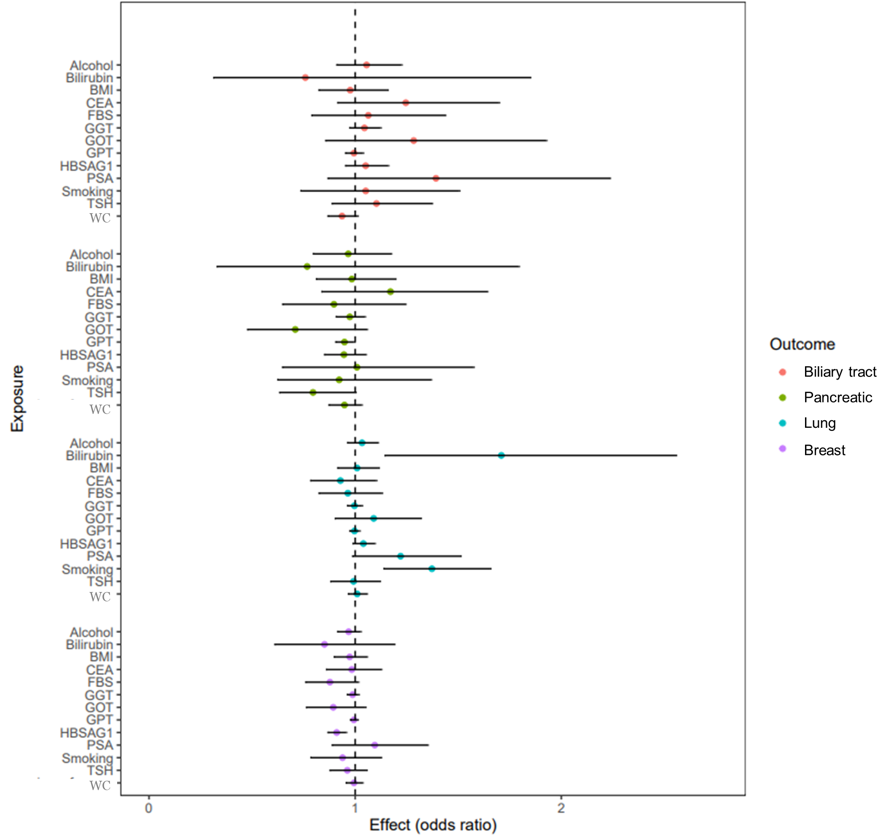 Alcohol
Bilirubin
BMI
CEA
FBS
GGT
GOT
GPT
HBSAG1
PSA
Smoking
TSH
WC
Alcohol
Bilirubin
BMI
CEA
FBS
GGT
GOT
GPT
HBSAG1
PSA
Smoking
TSH
WC
Alcohol
Bilirubin
BMI
CEA
FBS
GGT
GOT
GPT
HBSAG1
PSA
Smoking
TSH
WC
Alcohol
Bilirubin
BMI
CEA
FBS
GGT
GOT
GPT
HBSAG1
PSA
Smoking
TSH
WC
Exposure
0 1 2
Effect (odds ratio)
Outcome
Biliary tract
Pancreatic
Lung
Breast